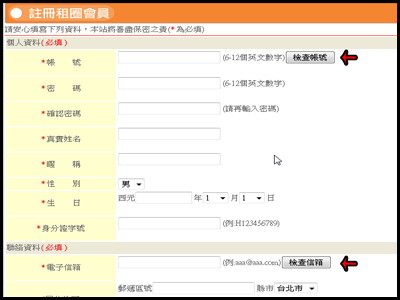 註冊租圈會員
請安心填寫下列資料，本站將善盡保密之責(*為必填)
個人資料(必填)
*帳 號 (6-12個英文數字) 檢查帳號
*密 碼 (6-12個英文數字)
*確認密碼 (請再輸入密碼)
*真實姓名
*暱 稱
*性 別 男
*生 日 西元 年 1 月 1 日
*身分證字號 (例:H123456789)
聯絡資料(必填)
*電子信箱 (例:aaa@aaa.com) 檢查信箱
郵遞區號 縣市 台北市